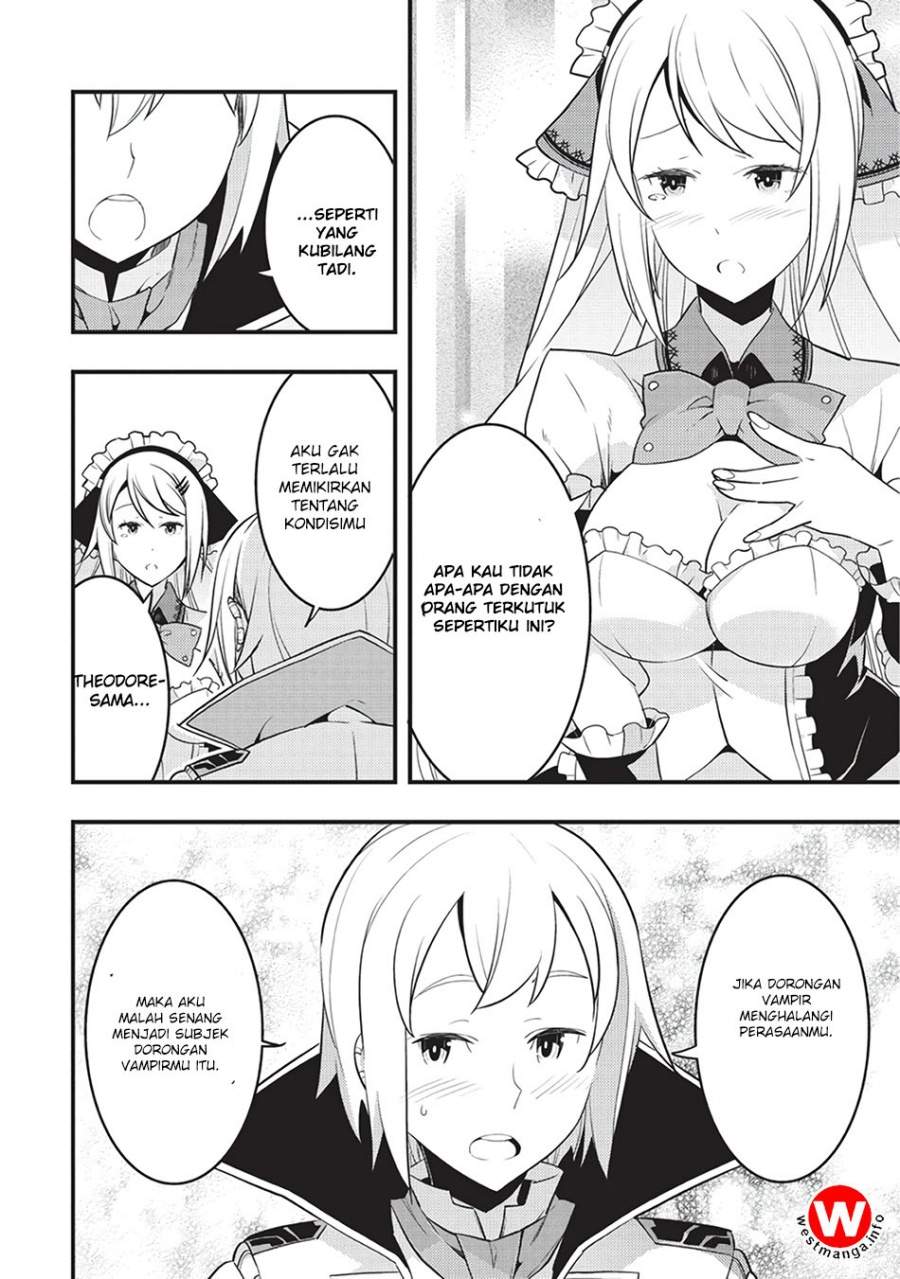 APA KAU TIDAK
APA-APA DENGAN
ORANG TERKUTUK
SEPERTIKU INI?
...SEPERTI
YANG
KUBILANG
TADI.
AKU GAK
TERLALU
MEMIKIRKAN
TENTANG
KONDISIMU
THEODORE-
SAMA...
JIKA DORONGAN
VAMPIR
MENGHALANGI
PERASAANMU.
MAKA AKU
MALAH SENANG
MENJADI SUBJEK
DORONGAN
VAMPIRMU ITU.
W
westmanga.info